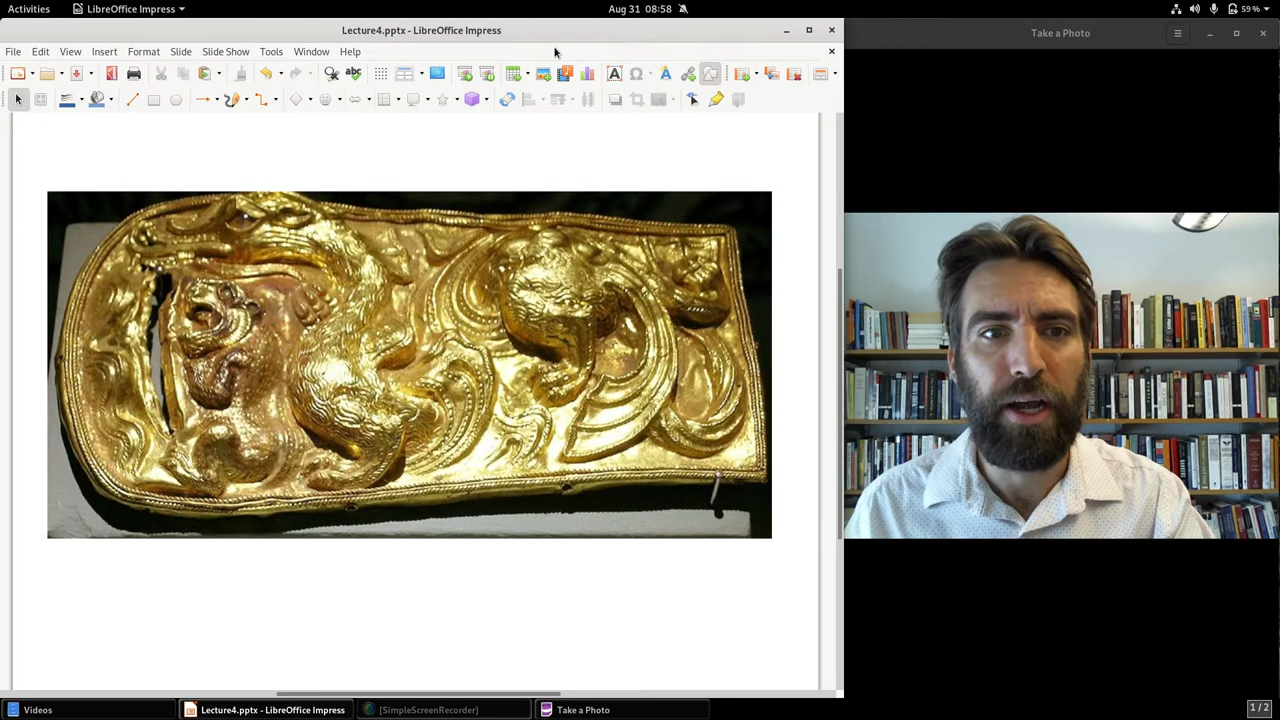 Activities LibreOffice Impress Aug 31 08:58 59 %
Lecture4.pptx - LibreOffice Impress
Take a Photo
File Edit View Insert Format Slide Slide Show Tools Window Help
Videos Lecture4.pptx - LibreOffice Impress [SimpleScreenRecorder] Take a Photo 1 / 2